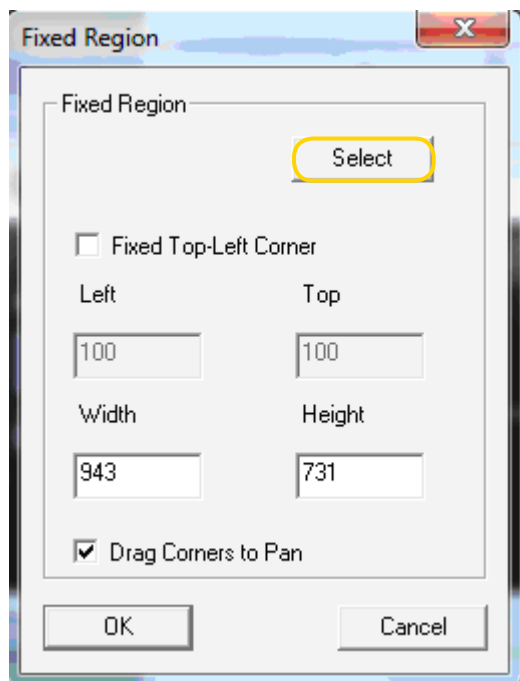 Fixed Region
Fixed Region
Select
Fixed Top-Left Corner
Left Top
100 100
Width Height
943 731
Drag Corners to Pan
OK Cancel